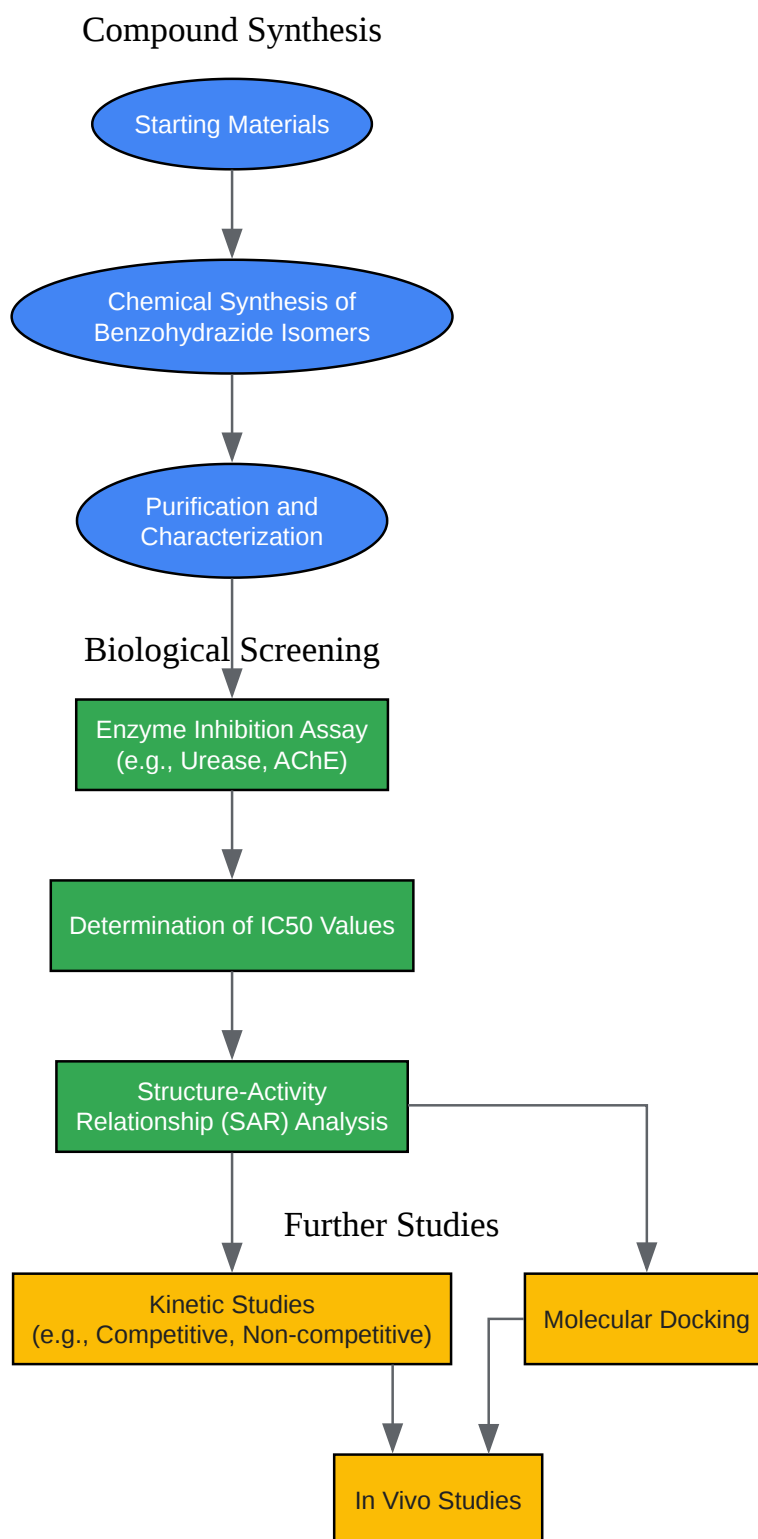 Compound Synthesis
Starting Materials
Chemical Synthesis of
Benzohydrazide Isomers
Purification and
Characterization
Biological Screening
Enzyme Inhibition Assay
(e.g., Urease, AChE)
Determination of IC50 Values
Structure-Activity
Relationship (SAR) Analysis
Further Studies
Kinetic Studies
(e.g., Competitive, Non-competitive)
Molecular Docking
In Vivo Studies